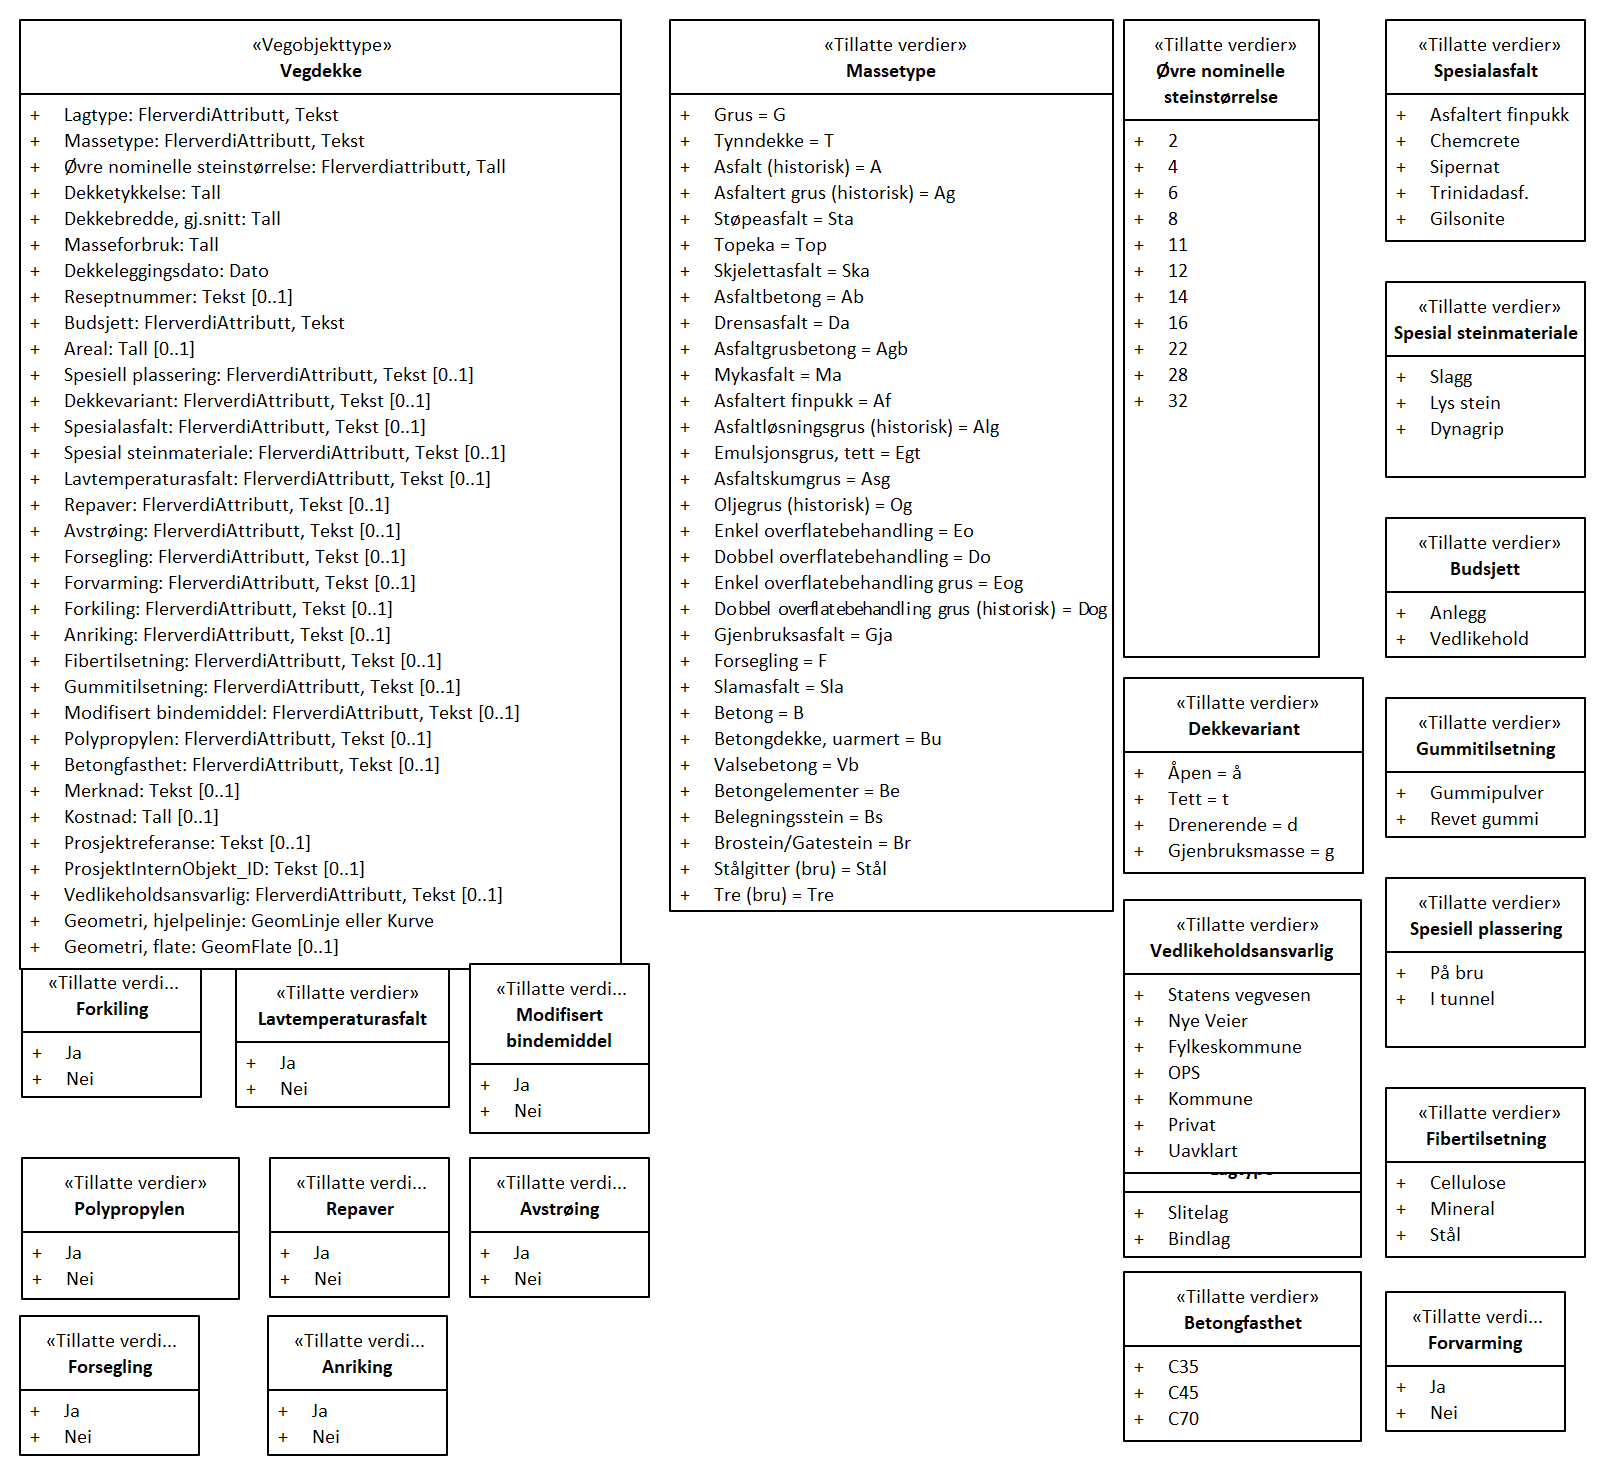 «Vegobjekttype»
Vegdekke
+ Lagtype: FlerverdiAttributt, Tekst
+ Massetype: FlerverdiAttributt, Tekst
+ Øvre nominelle steinstørrelse: Flerverdiattributt, Tall
+ Dekketykkelse: Tall
+ Dekkebredde, gj.snitt: Tall
+ Masseforbruk: Tall
+ Dekkeleggingsdato: Dato
+ Reseptnummer: Tekst [0..1]
+ Budsjett: FlerverdiAttributt, Tekst
+ Areal: Tall [0..1]
+ Spesiell plassering: FlerverdiAttributt, Tekst [0..1]
+ Dekkevariant: FlerverdiAttributt, Tekst [0..1]
+ Spesialasfalt: FlerverdiAttributt, Tekst [0..1]
+ Spesial steinmateriale: FlerverdiAttributt, Tekst [0..1]
+ Lavtemperaturasfalt: FlerverdiAttributt, Tekst [0..1]
+ Repaver: FlerverdiAttributt, Tekst [0..1]
+ Avstrøing: FlerverdiAttributt, Tekst [0..1]
+ Forsegling: FlerverdiAttributt, Tekst [0..1]
+ Forvarming: FlerverdiAttributt, Tekst [0..1]
+ Forkiling: FlerverdiAttributt, Tekst [0..1]
+ Anriking: FlerverdiAttributt, Tekst [0..1]
+ Fibertilsetning: FlerverdiAttributt, Tekst [0..1]
+ Gummitilsetning: FlerverdiAttributt, Tekst [0..1]
+ Modifisert bindemiddel: FlerverdiAttributt, Tekst [0..1]
+ Polypropylen: FlerverdiAttributt, Tekst [0..1]
+ Betongfasthet: FlerverdiAttributt, Tekst [0..1]
+ Merknad: Tekst [0..1]
+ Kostnad: Tall [0..1]
+ Prosjektreferanse: Tekst [0..1]
+ ProsjektInternObjekt_ID: Tekst [0..1]
+ Vedlikeholdsansvarlig: FlerverdiAttributt, Tekst [0..1]
+ Geometri, hjelpelinje: GeomLinje eller Kurve
+ Geometri, flate: GeomFlate [0..1]
«Tillatte verdier»
Massetype
+ Grus = G
+ Tynndekke = T
+ Asfalt (historisk) = A
+ Asfaltert grus (historisk) = Ag
+ Støpeasfalt = Sta
+ Topeka = Top
+ Skjelettasfalt = Ska
+ Asfaltbetong = Ab
+ Drensasfalt = Da
+ Asfaltgrusbetong = Agb
+ Mykasfalt = Ma
+ Asfaltert finpukk = Af
+ Asfaltløsningsgrus (historisk) = Alg
+ Emulsjonsgrus, tett = Egt
+ Asfaltskumgrus = Asg
+ Oljegrus (historisk) = Og
+ Enkel overflatebehandling = Eo
+ Dobbel overflatebehandling = Do
+ Enkel overflatebehandling grus = Eog
+ Dobbel overflatebehandling grus (historisk) = Dog
+ Gjenbruksasfalt = Gja
+ Forsegling = F
+ Slamasfalt = Sla
+ Betong = B
+ Betongdekke, uarmert = Bu
+ Valsebetong = Vb
+ Betongelementer = Be
+ Belegningsstein = Bs
+ Brostein/Gatestein = Br
+ Stålgitter (bru) = Stål
+ Tre (bru) = Tre
«Tillatte verdier»
Øvre nominelle
steinstørrelse
+ 2
+ 4
+ 6
+ 8
+ 11
+ 12
+ 14
+ 16
+ 22
+ 28
+ 32
«Tillatte verdier»
Spesialasfalt
+ Asfaltert finpukk
+ Chemcrete
+ Sipernat
+ Trinidadasf.
+ Gilsonite
«Tillatte verdier»
Spesial steinmateriale
+ Slagg
+ Lys stein
+ Dynagrip
«Tillatte verdier»
Budsjett
+ Anlegg
+ Vedlikehold
«Tillatte verdier»
Dekkevariant
+ Åpen = å
+ Tett = t
+ Drenerende = d
+ Gjenbruksmasse = g
«Tillatte verdier»
Gummitilsetning
+ Gummipulver
+ Revet gummi
«Tillatte verdier»
Vedlikeholdsansvarlig
+ Statens vegvesen
+ Nye Veier
+ Fylkeskommune
+ OPS
+ Kommune
+ Privat
+ Uavklart
+ Slitelag
+ Bindlag
«Tillatte verdier»
Spesiell plassering
+ På bru
+ I tunnel
«Tillatte verdier»
Fibertilsetning
+ Cellulose
+ Mineral
+ Stål
«Tillatte verdi...
Forkiling
+ Ja
+ Nei
«Tillatte verdier»
Lavtemperaturasfalt
+ Ja
+ Nei
«Tillatte verdi...
Modifisert
bindemiddel
+ Ja
+ Nei
«Tillatte verdier»
Polypropylen
+ Ja
+ Nei
«Tillatte verdi...
Repaver
+ Ja
+ Nei
«Tillatte verdi...
Avstrøing
+ Ja
+ Nei
«Tillatte verdi...
Forsegling
+ Ja
+ Nei
«Tillatte verdi...
Anriking
+ Ja
+ Nei
«Tillatte verdier»
Betongfasthet
+ C35
+ C45
+ C70
«Tillatte verdi...
Forvarming
+ Ja
+ Nei